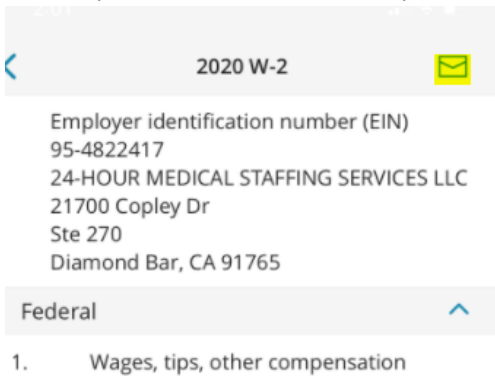 2020 W-2
Employer identification number (EIN)
95-4822417
24-HOUR MEDICAL STAFFING SERVICES LLC
21700 Copley Dr
Ste 270
Diamond Bar, CA 91765
Federal
1. Wages, tips, other compensation